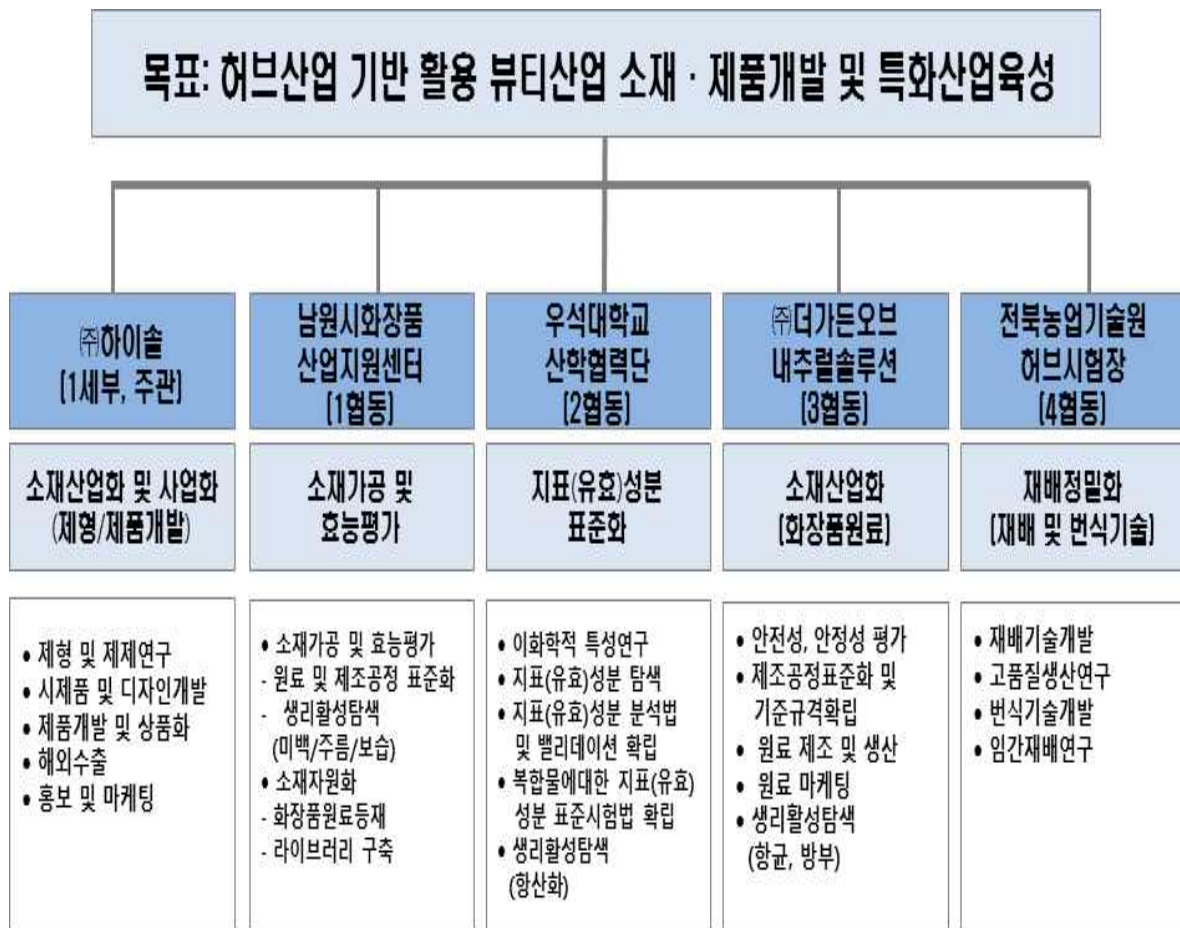 목표: 허브산업 기반 활용 뷰티산업 소재 · 제품개발 및 특화산업육성
㈜하이솔
[1세부, 주관]
소재산업화 및 사업화
(제형/제품개발)
• 제형 및 제제연구
• 시제품 및 디자인개발
• 제품개발 및 상품화
• 해외수출
• 홍보 및 마케팅
남원시화장품
산업지원센터
[1협동]
소재가공 및
효능평가
• 소재가공 및 효능평가
- 원료 및 제조공정 표준화
- 생리활성탐색
(미백/주름/보습)
• 소재자원화
- 화장품원료등재
- 라이브러리 구축
우석대학교
산학협력단
[2협동]
지표(유효)성분
표준화
• 이화학적 특성연구
• 지표(유효)성분 탐색
• 지표(유효)성분 분석법
및 밸리데이션 확립
• 복합물에대한 지표(유효)
성분 표준시험법 확립
• 생리활성탐색
(항산화)
㈜더가든오브
내추럴솔루션
[3협동]
소재산업화
[화장품원료]
• 안전성, 안정성 평가
• 제조공정표준화 및
기준규격확립
• 원료 제조 및 생산
• 원료 마케팅
• 생리활성탐색
(항균, 방부)
전북농업기술원
허브시험장
[4협동]
재배정밀화
[재배 및 번식기술]
• 재배기술개발
• 고품질생산연구
• 번식기술개발
• 임간재배연구